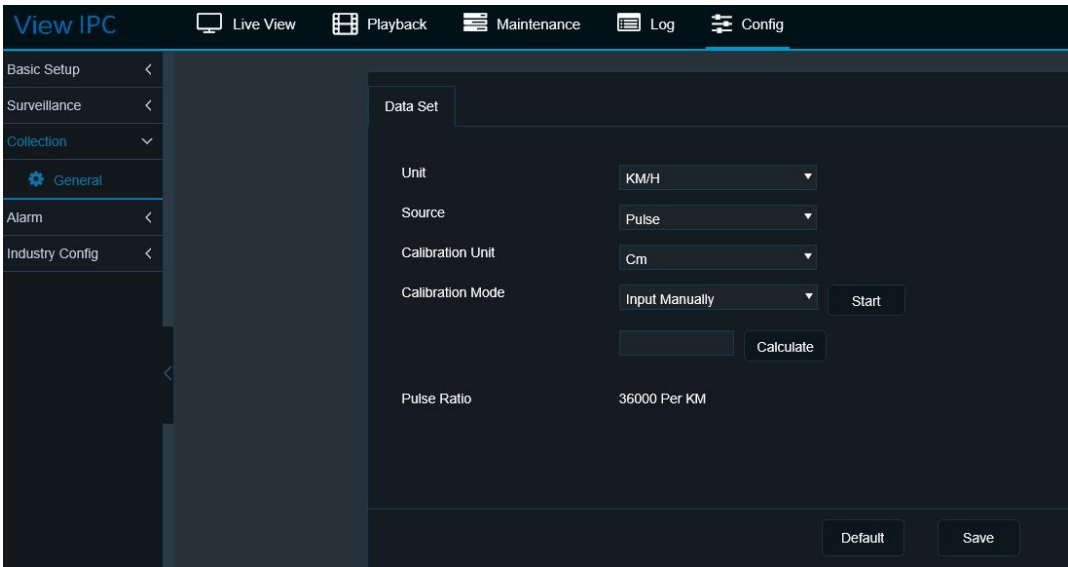 View IPC
Live View
Playback
Maintenance
Log
Config
Basic Setup
Surveillance
Collection
General
Alarm
Industry Config
Data Set
Unit
KM/H
Source
Pulse
Calibration Unit
Cm
Calibration Mode
Input Manually
Start
Calculate
Pulse Ratio
36000 Per KM
Default
Save